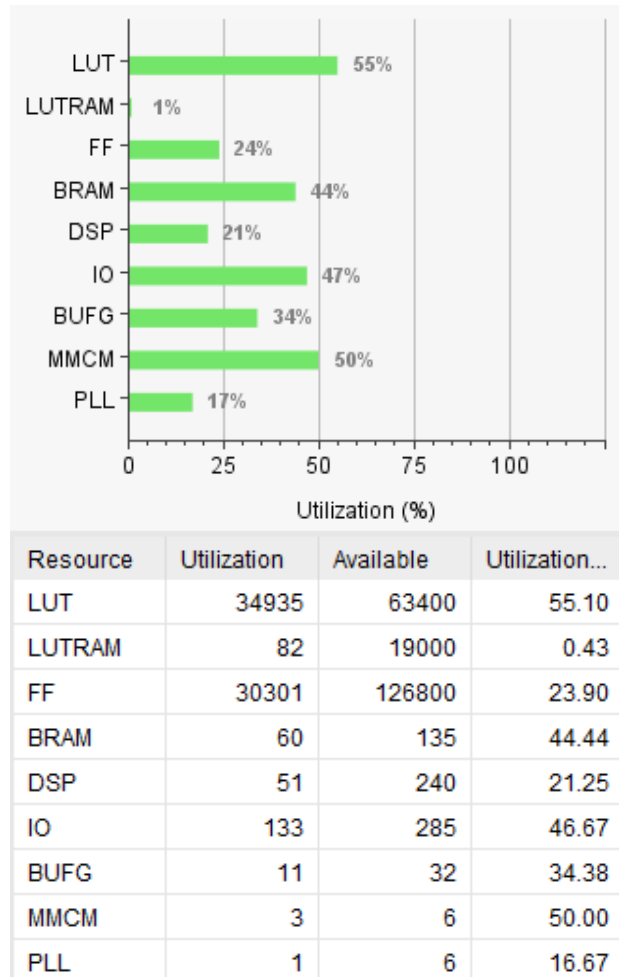 LUT 55%
LUTRAM 1%
FF 24%
BRAM 44%
DSP 21%
IO 47%
BUFG 34%
MMCM 50%
PLL 17%
0 25 50 75 100
Utilization (%)
Resource Utilization Available Utilization...
LUT 34935 63400 55.10
LUTRAM 82 19000 0.43
FF 30301 126800 23.90
BRAM 60 135 44.44
DSP 51 240 21.25
IO 133 285 46.67
BUFG 11 32 34.38
MMCM 3 6 50.00
PLL 1 6 16.67